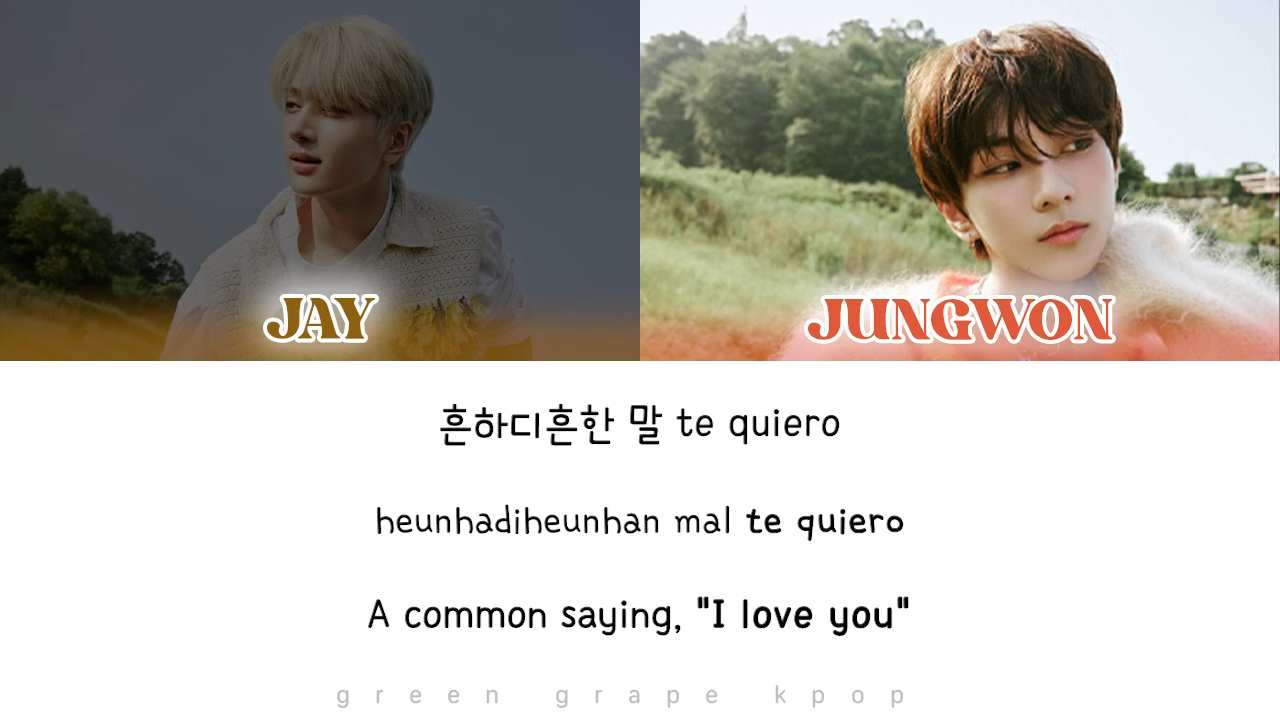 JAY
JUNGWON
흔하디흔한 말 te quiero
heunhadiheunhan mal te quiero
A common saying, "I love you"
green grape kpop